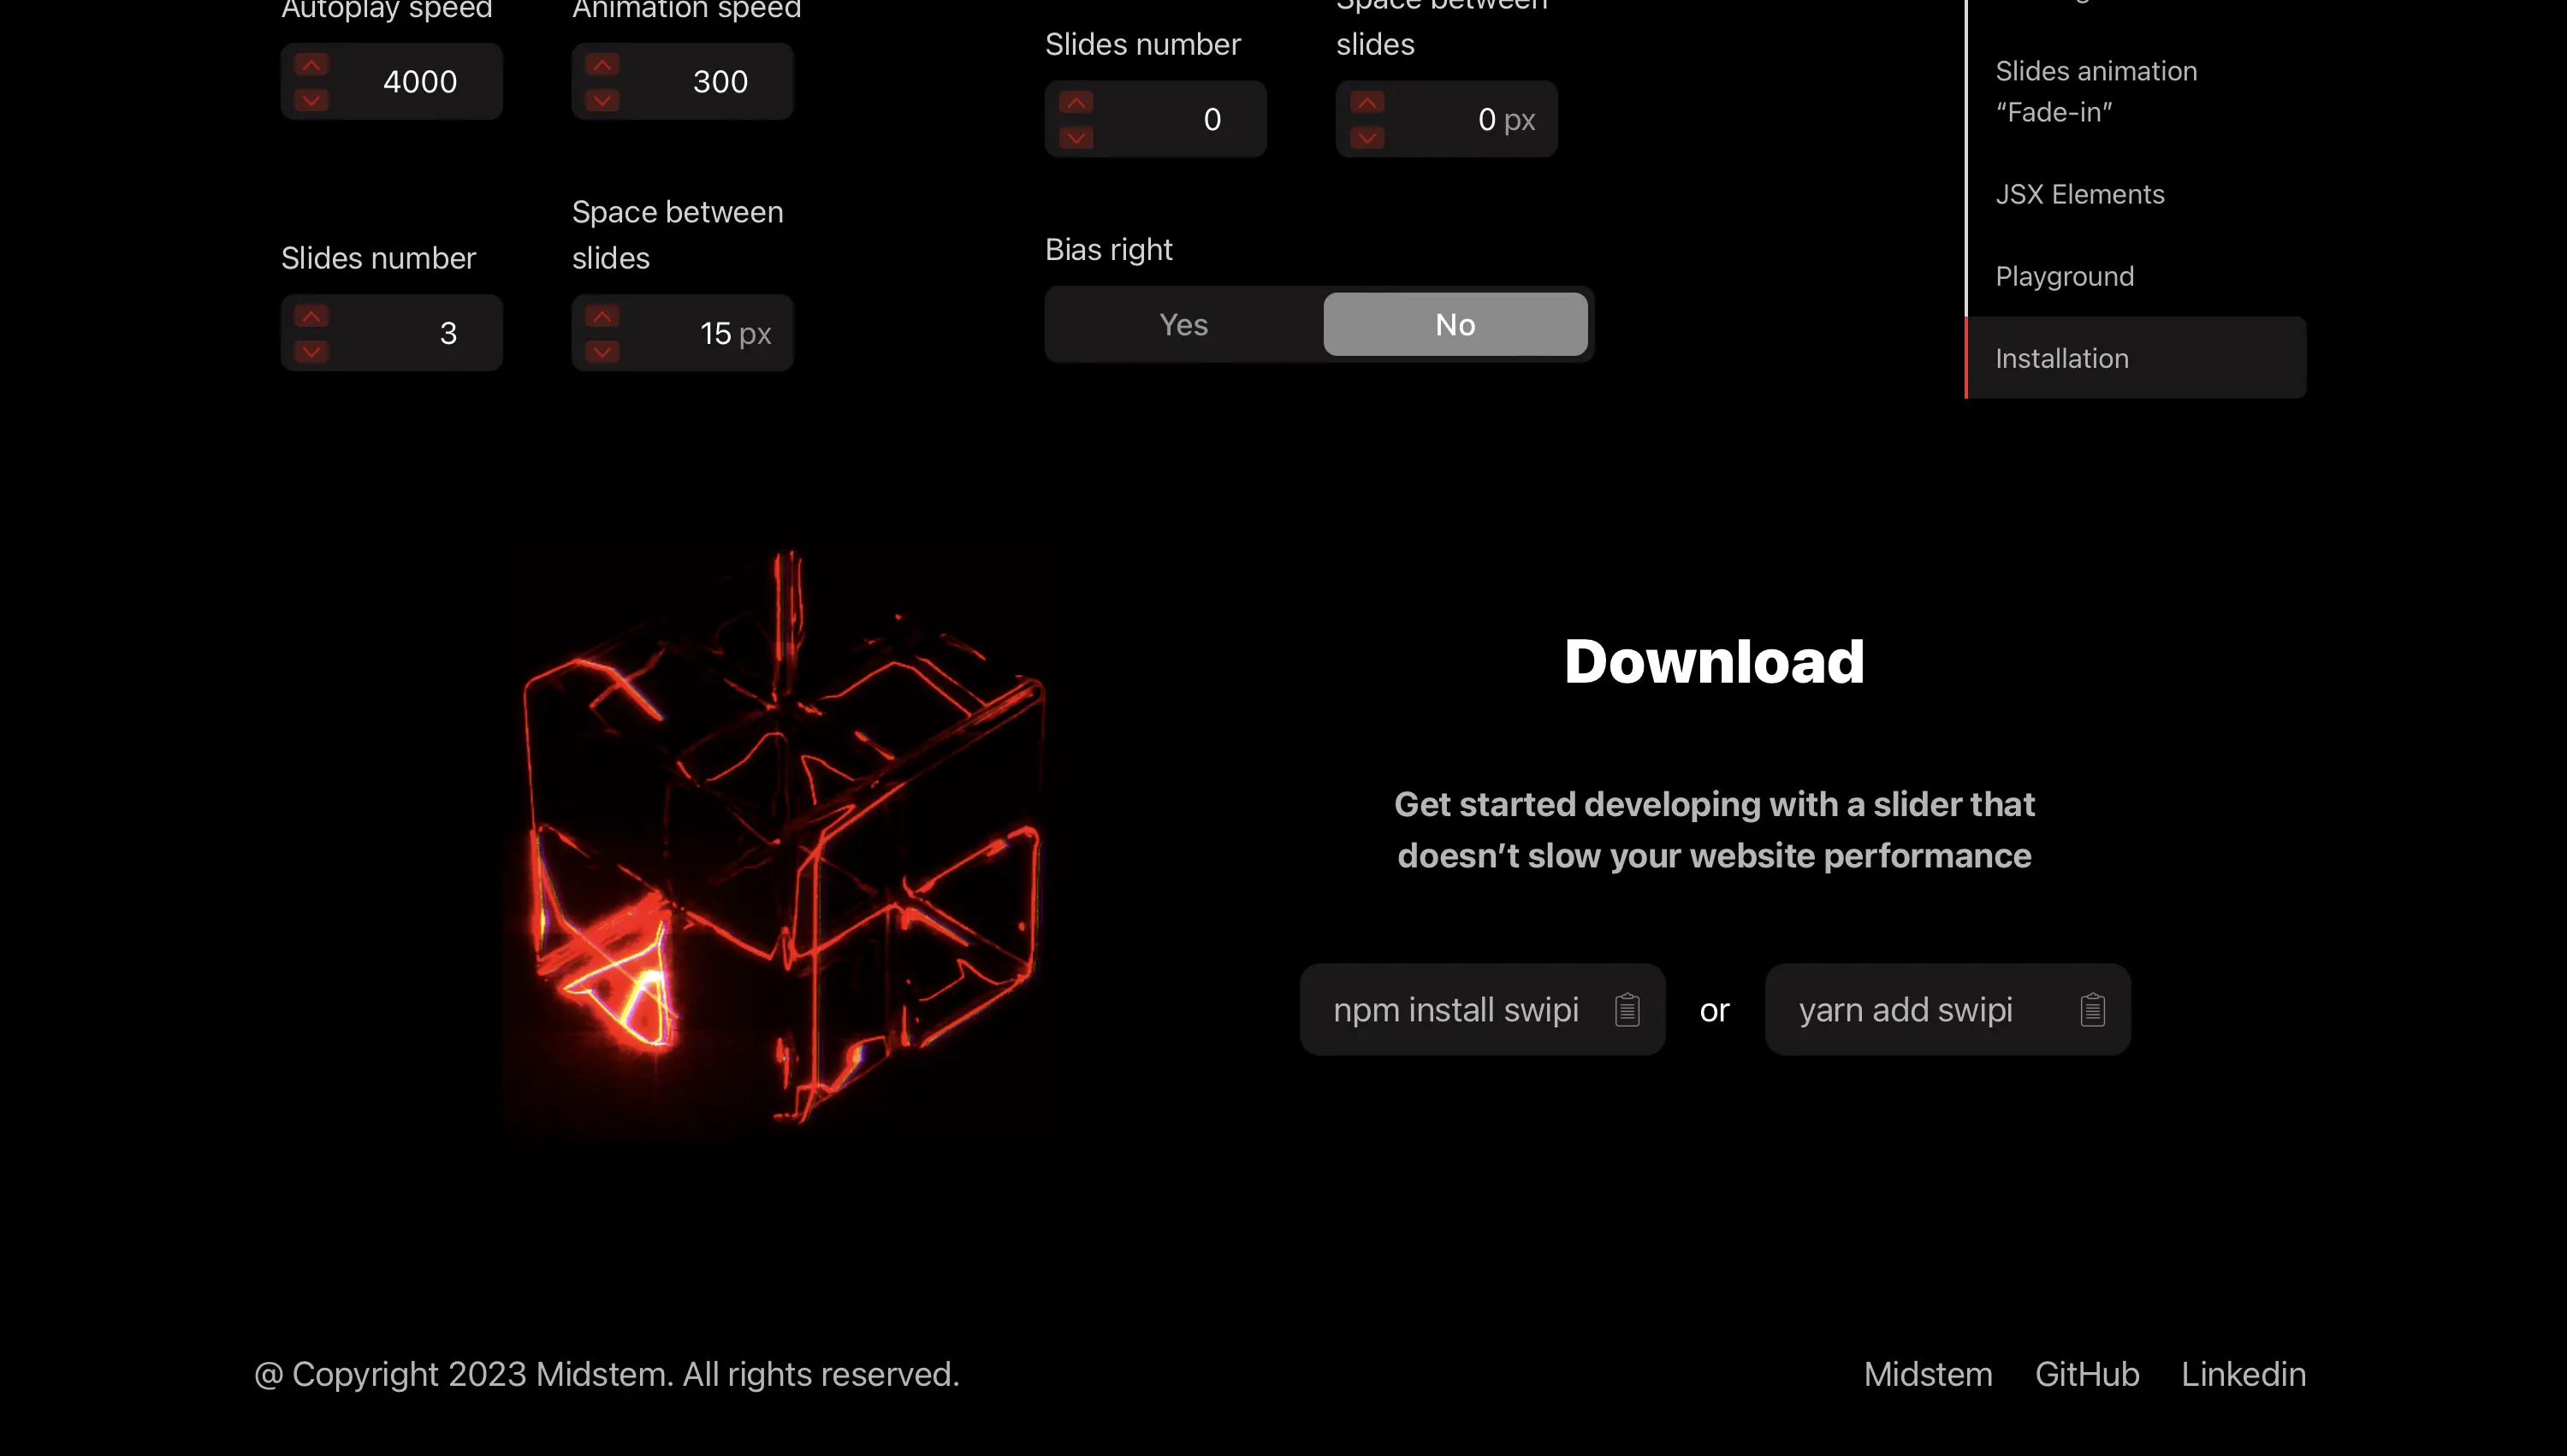 Autoplay speed
Animation speed
4000
300
Slides number
Space between
slides
3
15 px
Space between
Slides number
slides
0
0 px
Bias right
Yes
No
Slides animation
“Fade-in”
JSX Elements
Playground
Installation
Download
Get started developing with a slider that
doesn’t slow your website performance
npm install swipi
or
yarn add swipi
@ Copyright 2023 Midstem. All rights reserved.
Midstem
GitHub
Linkedin